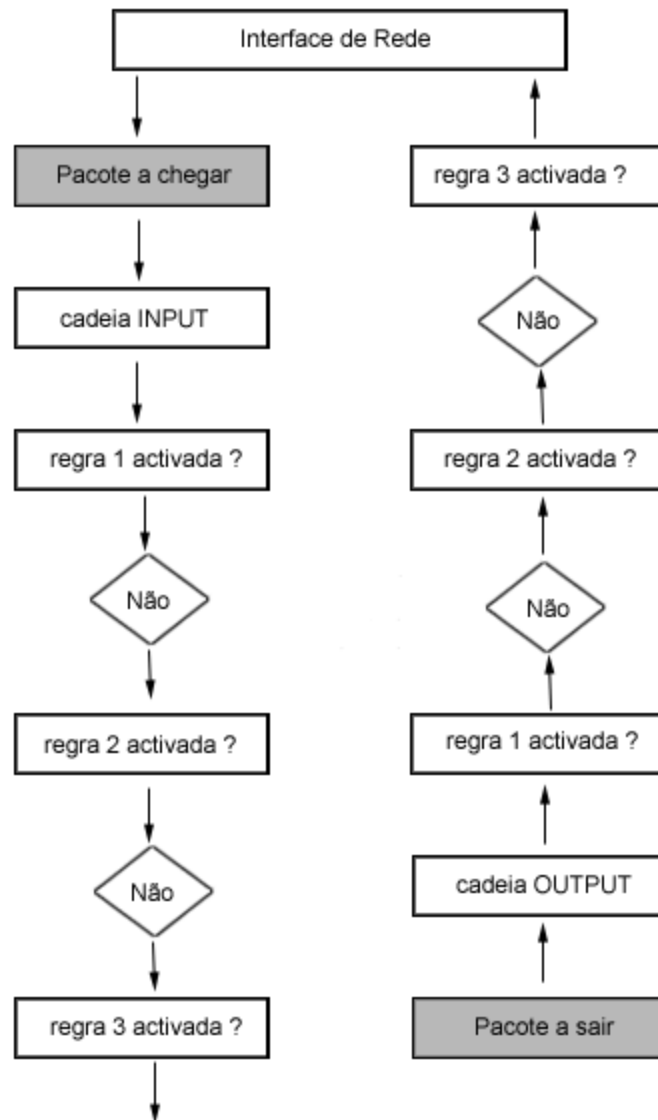 Interface de Rede
Pacote a chegar
cadeia INPUT
regra 1 activada ?
Não
regra 2 activada ?
Não
regra 3 activada ?
regra 3 activada ?
Não
regra 2 activada ?
Não
regra 1 activada ?
cadeia OUTPUT
Pacote a sair